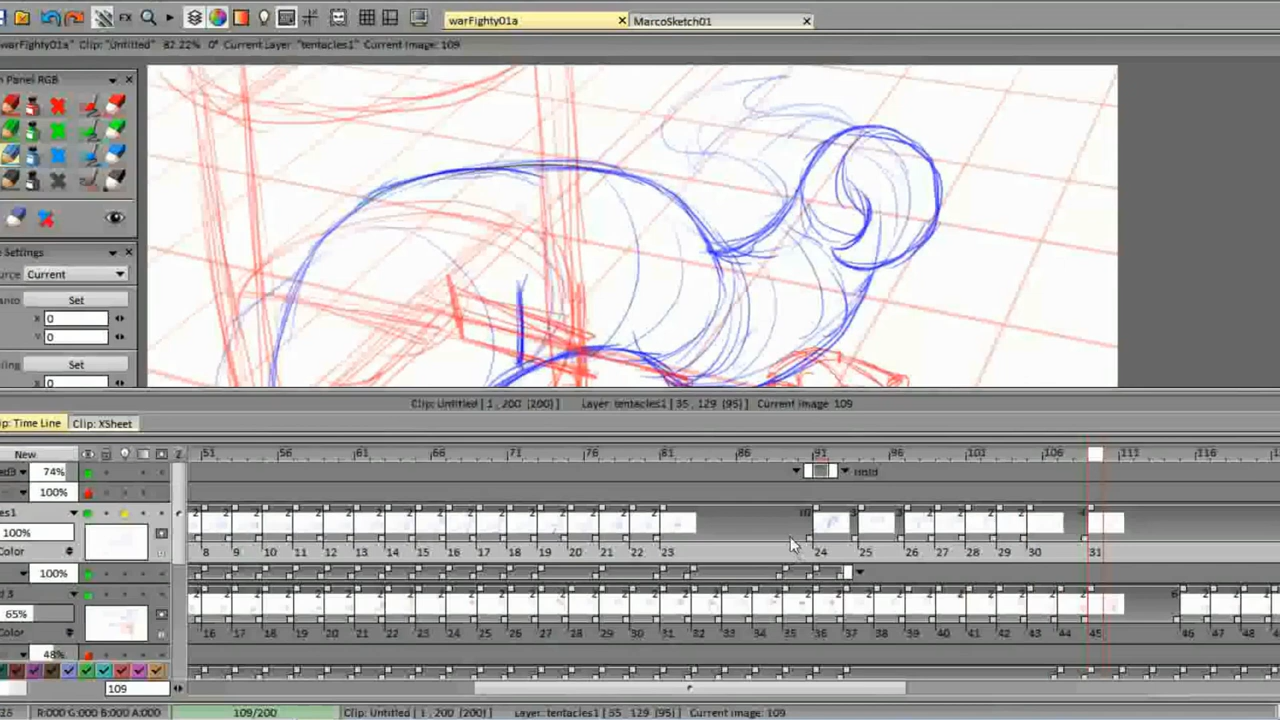 FX
warFighty01a
MarcoSketch01
warFighty01a" Clip: "Untitled" 82.22% 0° Current Layer: "tentacles1" Current Image: 109
Panel RGB
Settings
Current
Set
X 0
0
Set
X 0
Clip: Untitled [ 1 , 200 (200) ] Layer: tentacles1 [ 35 , 129 (95) ] Current image: 109
Time Line
Clip: XSheet
New
51 56 61 66 71 76 81 86 91 96 101 106 111 116
74%
Hold
100%
100%
8 9 10 11 12 13 14 15 16 17 18 19 20 21 22 23 24 25 26 27 28 29 30 31
Color
100%
65%
16 17 18 19 20 21 22 23 24 25 26 27 28 29 30 31 32 33 34 35 36 37 38 39 40 41 42 43 44 45 46 47 48
Color
48%
109
R:000 G:000 B:000 A:000
109/200
Clip: Untitled [ 1 , 200 (200) ]
Layer: tentacles1 [ 35 , 129 (95) ]
Current image: 109